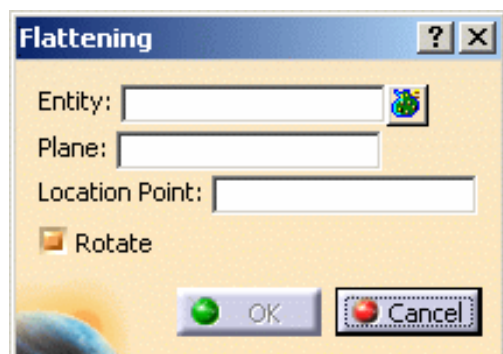 Flattening
Entity:
Plane:
Location Point:
Rotate
OK Cancel